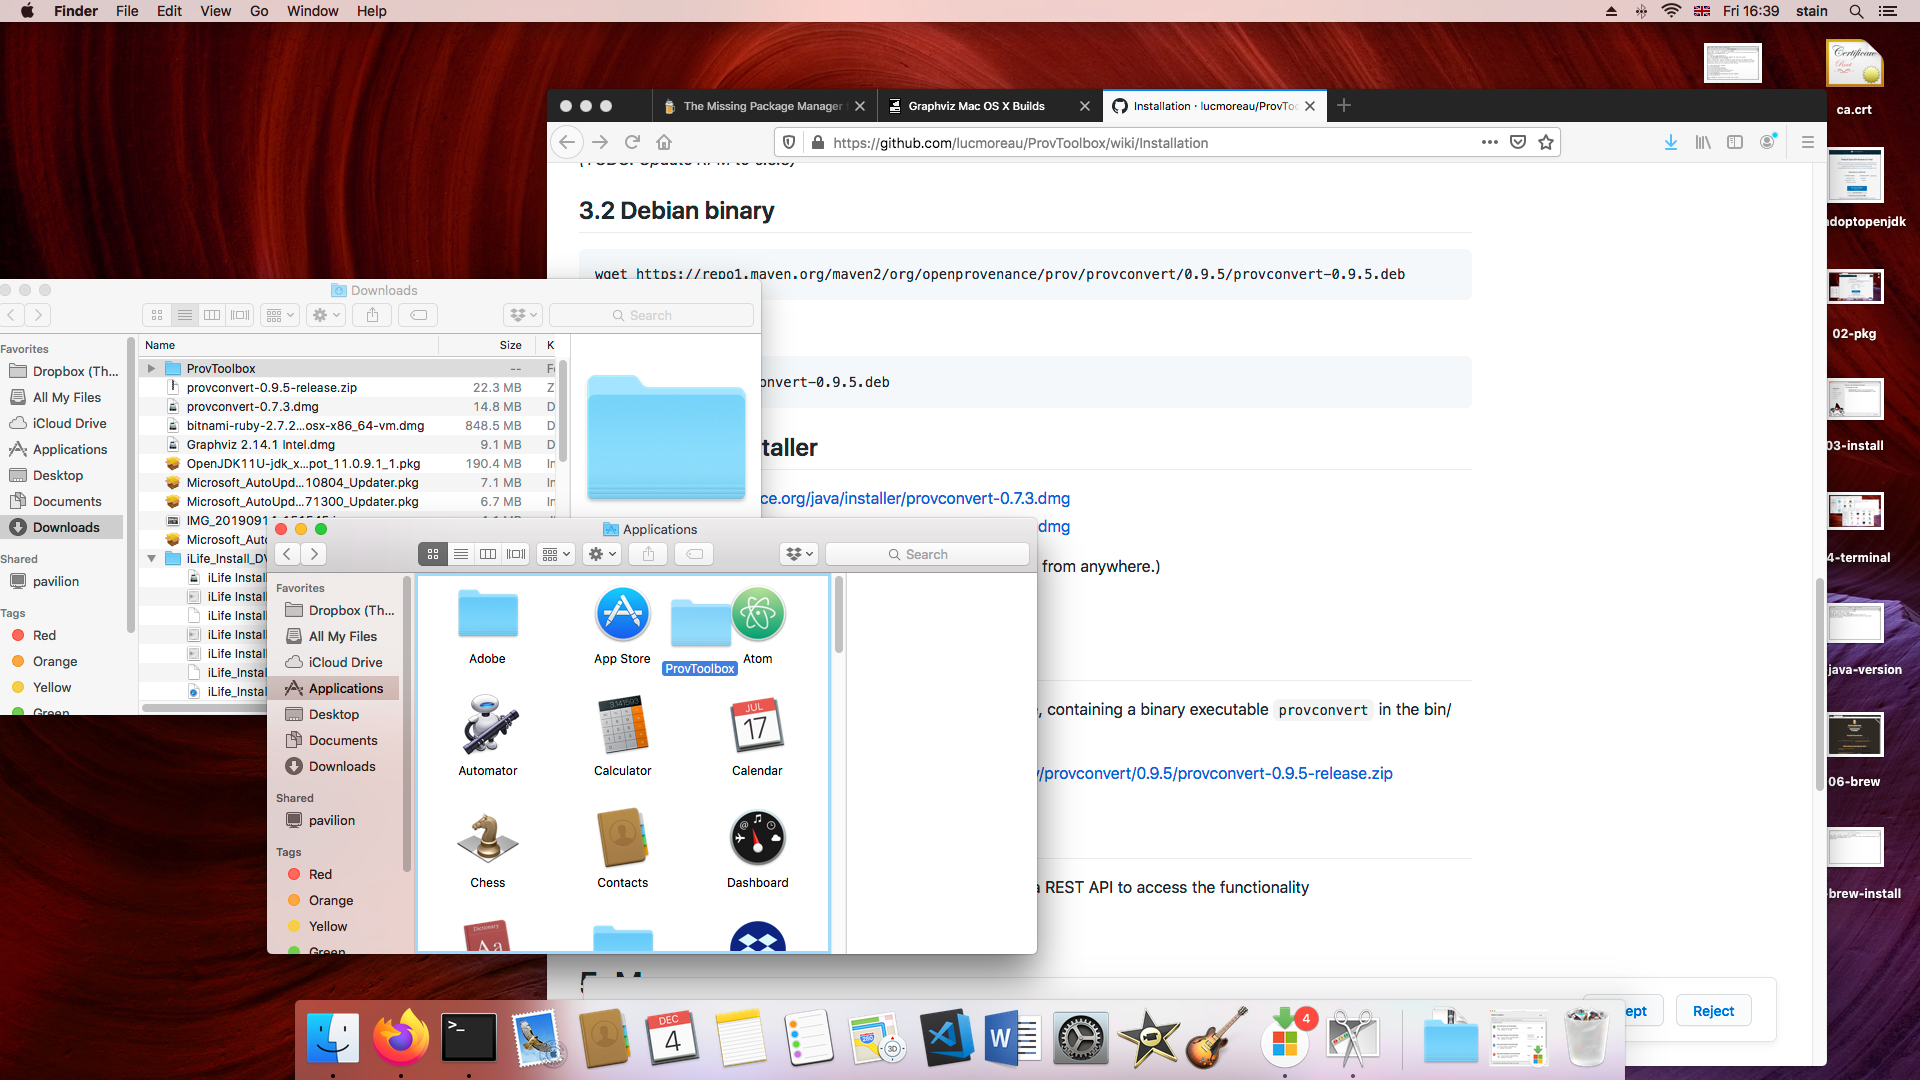 Finder File Edit View Go Window Help
Fri 16:39 stain
ca.crt
adoptopenjdk
02-pkg
03-install
4-terminal
java-version
06-brew
brew-install
The Missing Package Manager
Graphviz Mac OS X Builds
Installation · lucmoreau/ProvToo
https://github.com/lucmoreau/ProvToolbox/wiki/Installation
3.2 Debian binary
wget https://repo1.maven.org/maven2/org/openprovenance/prov/provconvert/0.9.5/provconvert-0.9.5.deb
onvert-0.9.5.deb
taller
ce.org/java/installer/provconvert-0.7.3.dmg
dmg
from anywhere.)
, containing a binary executable provconvert in the bin/
/provconvert/0.9.5/provconvert-0.9.5-release.zip
a REST API to access the functionality
ept
Reject
Downloads
Search
Favorites
Dropbox (Th...
All My Files
iCloud Drive
Applications
Desktop
Documents
Downloads
Shared
pavilion
Tags
Red
Orange
Yellow
Green
Name Size K
ProvToolbox -- Fo
provconvert-0.9.5-release.zip 22.3 MB Z
provconvert-0.7.3.dmg 14.8 MB D
bitnami-ruby-2.7.2...osx-x86_64-vm.dmg 848.5 MB D
Graphviz 2.14.1 Intel.dmg 9.1 MB D
OpenJDK11U-jdk_x...pot_11.0.9.1_1.pkg 190.4 MB In
Microsoft_AutoUpd...10804_Updater.pkg 7.1 MB In
Microsoft_AutoUpd...71300_Updater.pkg 6.7 MB In
Microsoft_Auto
iLife_Install_DV
iLife Install
iLife Install
iLife Install
iLife Install
iLife Install
iLife_Instal
iLife_Instal
Applications
Search
Favorites
Dropbox (Th...
All My Files
iCloud Drive
Applications
Desktop
Documents
Downloads
Shared
pavilion
Tags
Red
Orange
Yellow
Green
Adobe
App Store
ProvToolbox
Atom
Automator
Calculator
JUL
17
Calendar
Chess
Contacts
Dashboard
Dictionary
Aa
DEC
4
3D
W
4